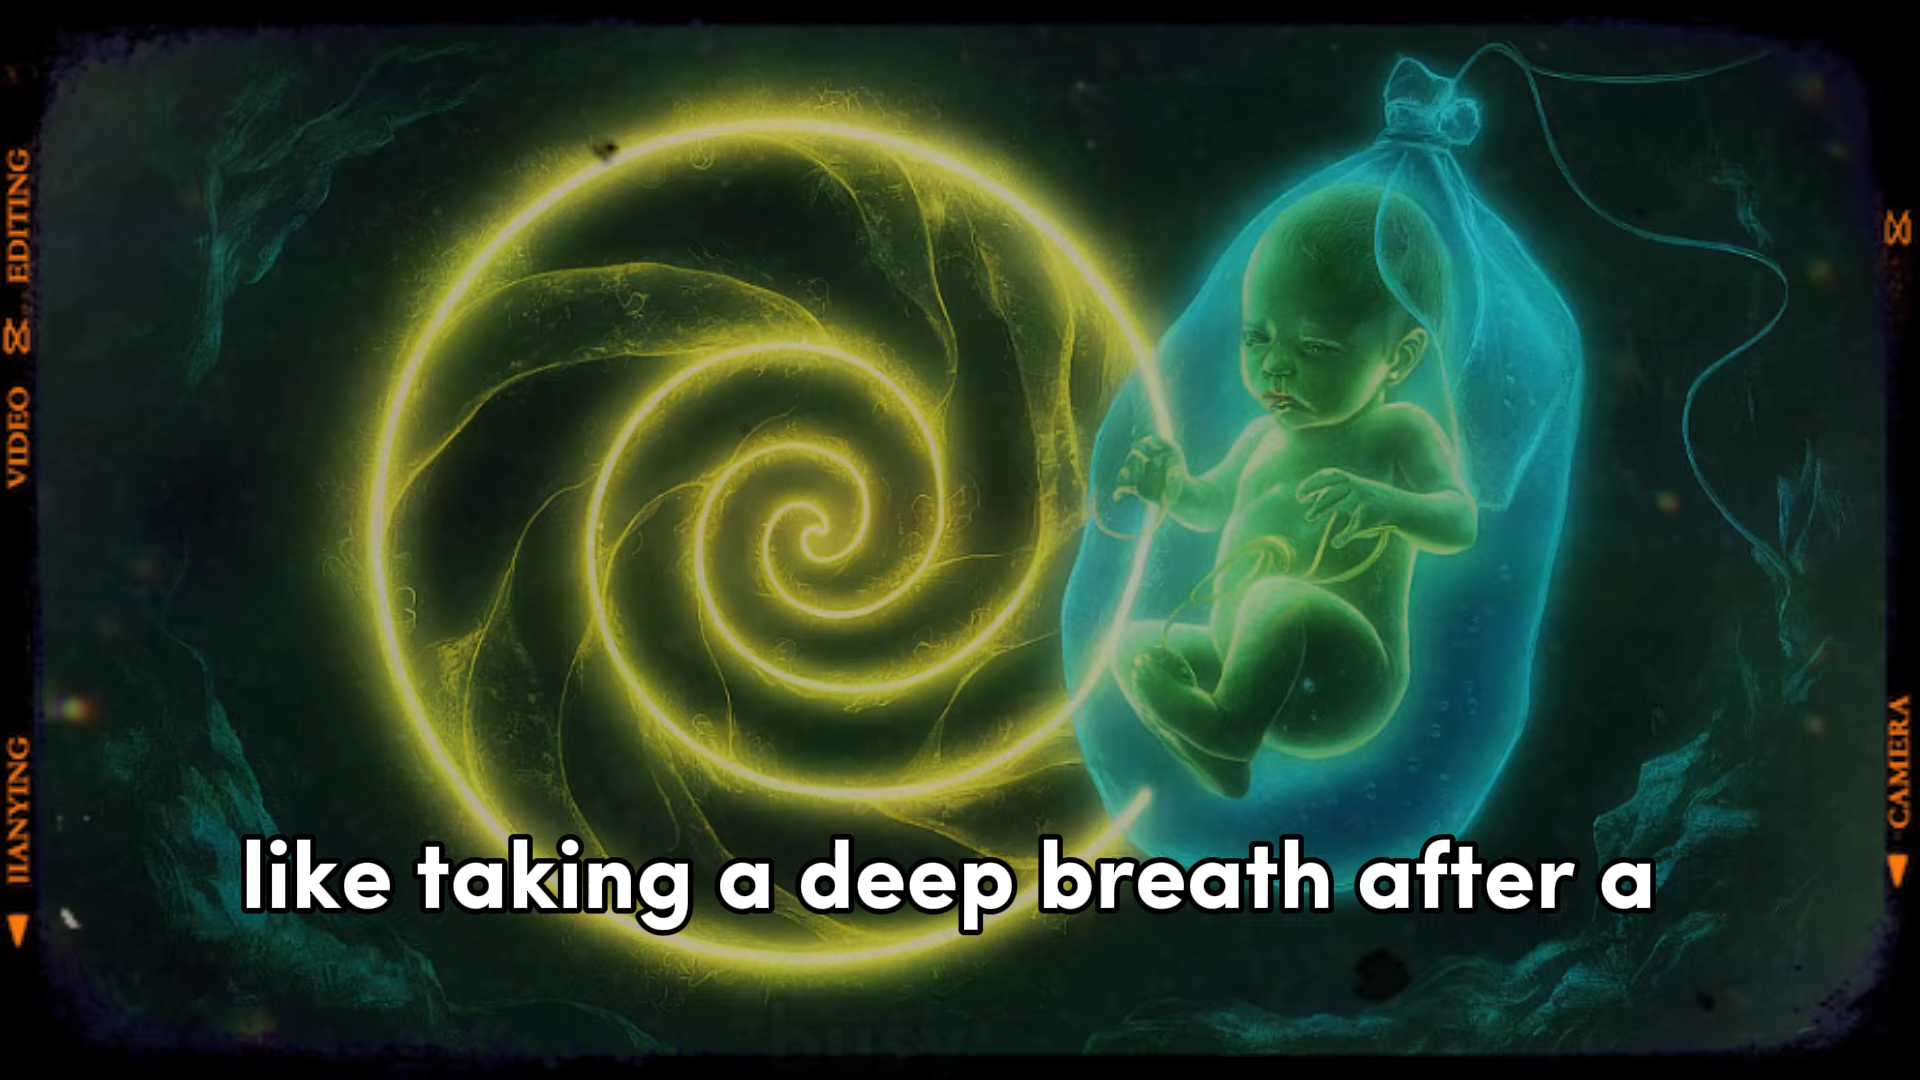 VIDEO EDITING
JIANYING
CAMERA
like taking a deep breath after a